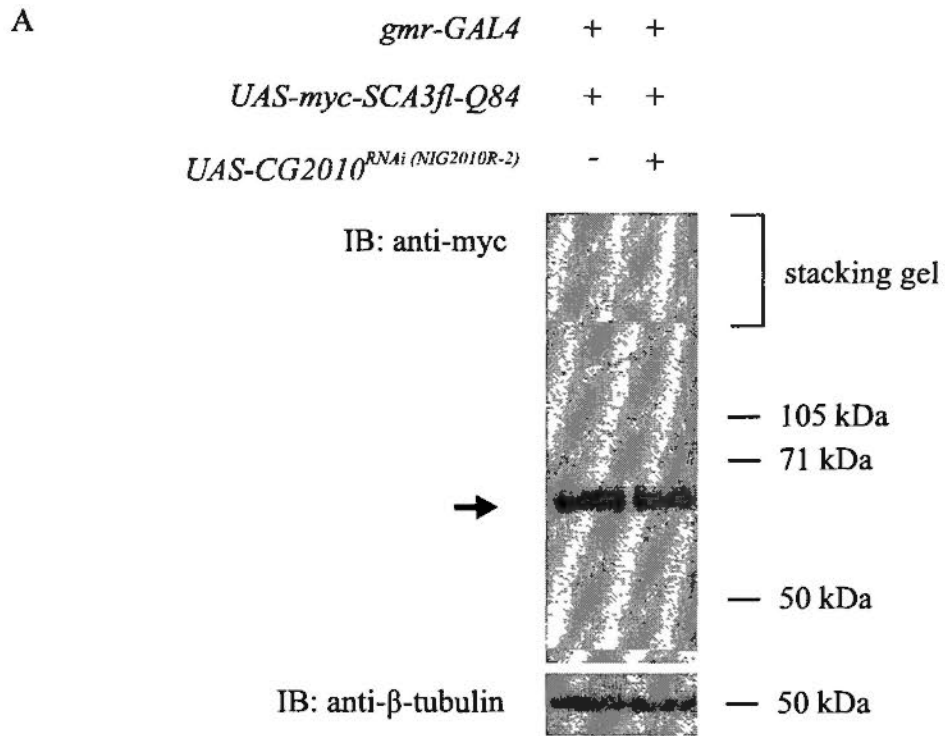 A
gmr-GAL4 + +
UAS-myc-SCA3fl-Q84 + +
UAS-CG2010RNAi (NIG2010R-2) - +
IB: anti-myc
stacking gel
105 kDa
71 kDa
50 kDa
IB: anti-β-tubulin
50 kDa